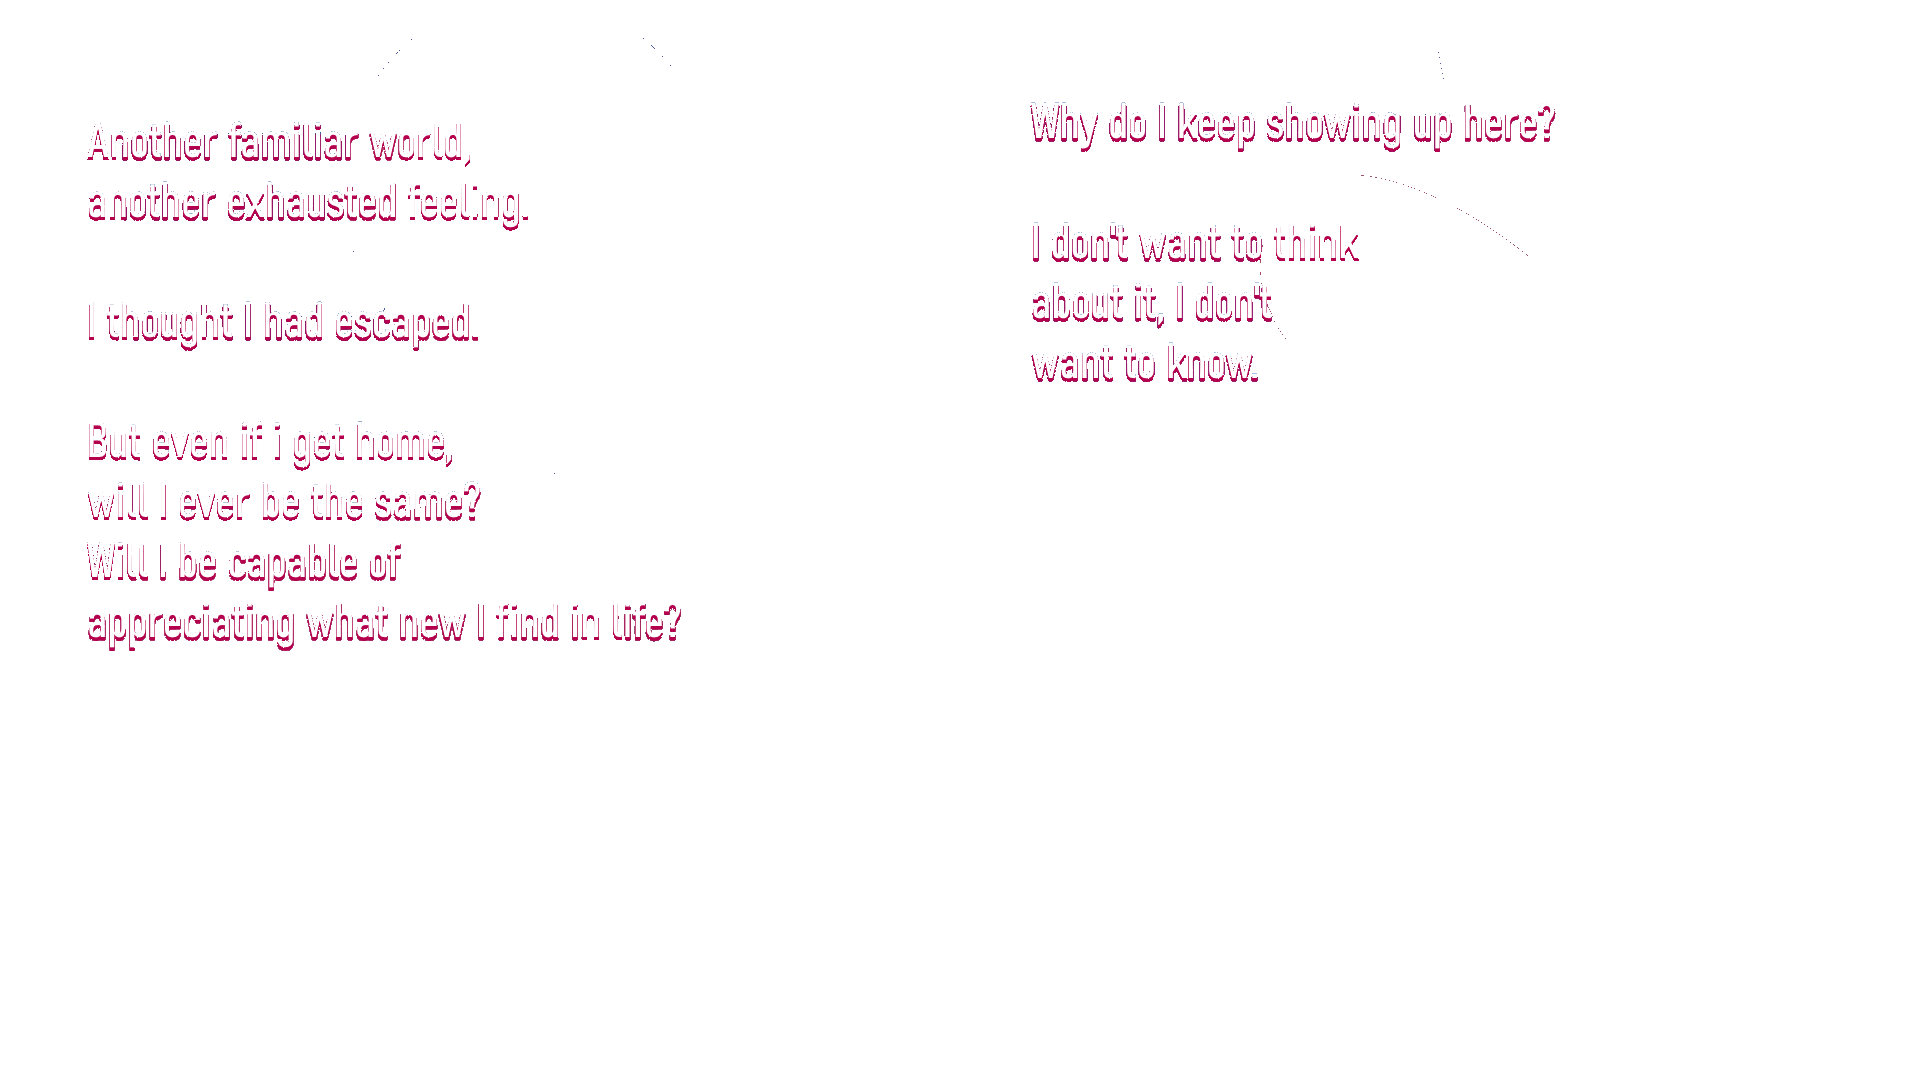 Another familiar world,
another exhausted feeling.
I thought I had escaped.
But even if i get home,
will I ever be the same?
Will I be capable of
appreciating what new I find in life?
Why do I keep showing up here?
I don't want to think
about it, I don't
want to know.